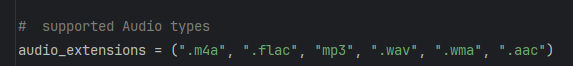 #  supported Audio types
audio_extensions = (".m4a", ".flac", "mp3", ".wav", ".wma", ".aac")